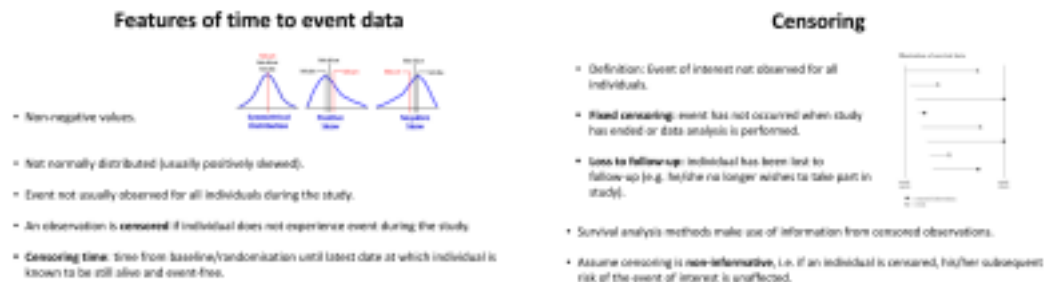 Features of time to event data
Symmetrical
Distribution
Positive
Skew
Negative
Skew
• Non-negative values.
• Not normally distributed (usually positively skewed).
• Event not usually observed for all individuals during the study.
• An observation is censored if individual does not experience event during the study.
• Censoring time: time from baseline/randomisation until latest date at which individual is
known to be still alive and event-free.
Censoring
• Definition: Event of interest not observed for all
individuals.
• Fixed censoring: event has not occurred when study
has ended or data analysis is performed.
• Loss to follow-up: individual has been lost to
follow-up (e.g. he/she no longer wishes to take part in
study).
• Survival analysis methods make use of information from censored observations.
• Assume censoring is non-informative, i.e. if an individual is censored, his/her subsequent
risk of the event of interest is unaffected.